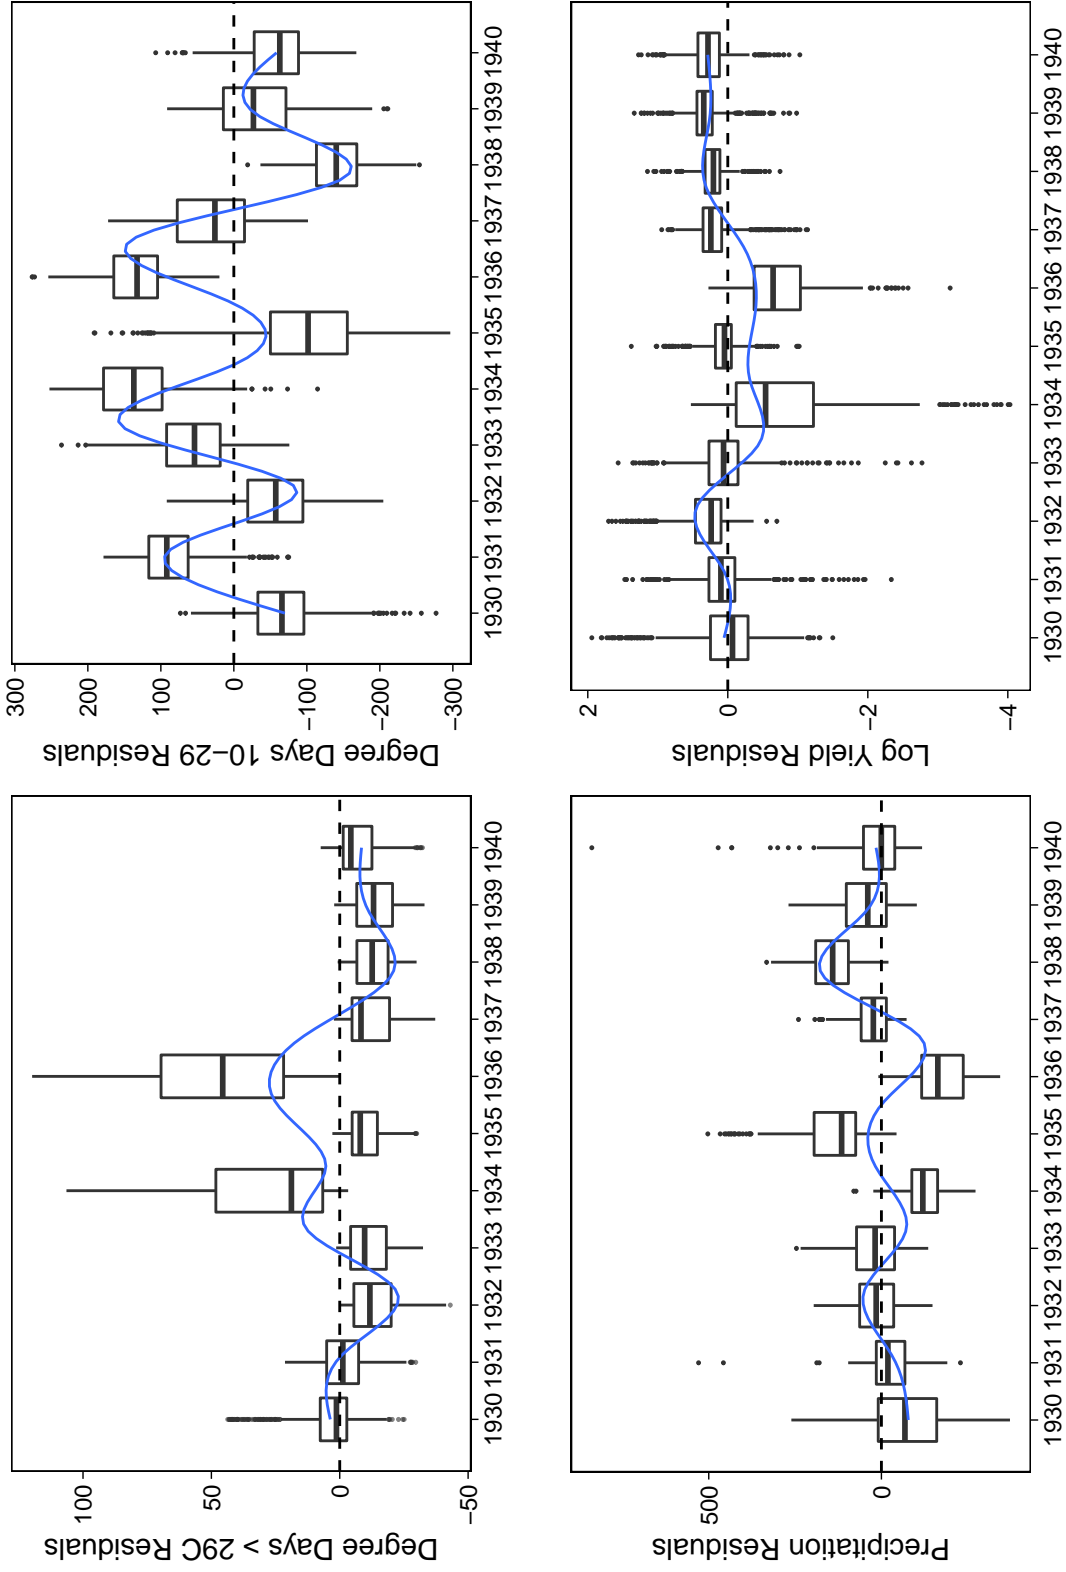 Degree Days > 29C Residuals
100
50
0
−50
1930 1931 1932 1933 1934 1935 1936 1937 1938 1939 1940
Degree Days 10−29 Residuals
300
200
100
0
−100
−200
−300
1930 1931 1932 1933 1934 1935 1936 1937 1938 1939 1940
Precipitation Residuals
500
0
1930 1931 1932 1933 1934 1935 1936 1937 1938 1939 1940
Log Yield Residuals
2
0
−2
−4
1930 1931 1932 1933 1934 1935 1936 1937 1938 1939 1940